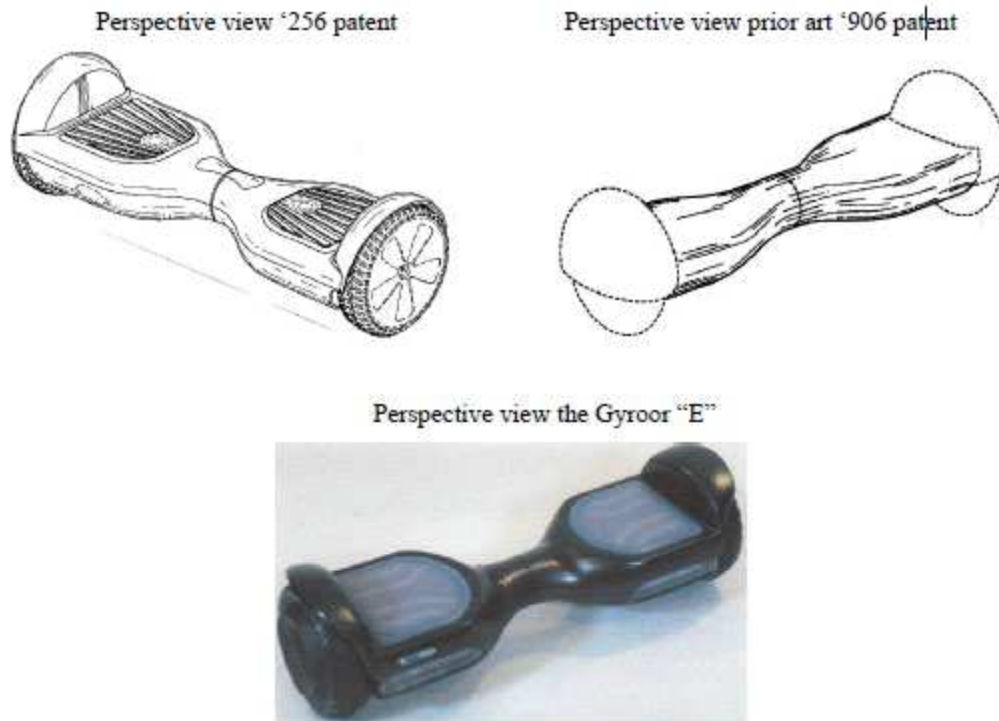 Perspective view ‘256 patent
Perspective view prior art ‘906 patent
Perspective view the Gyroor “E”